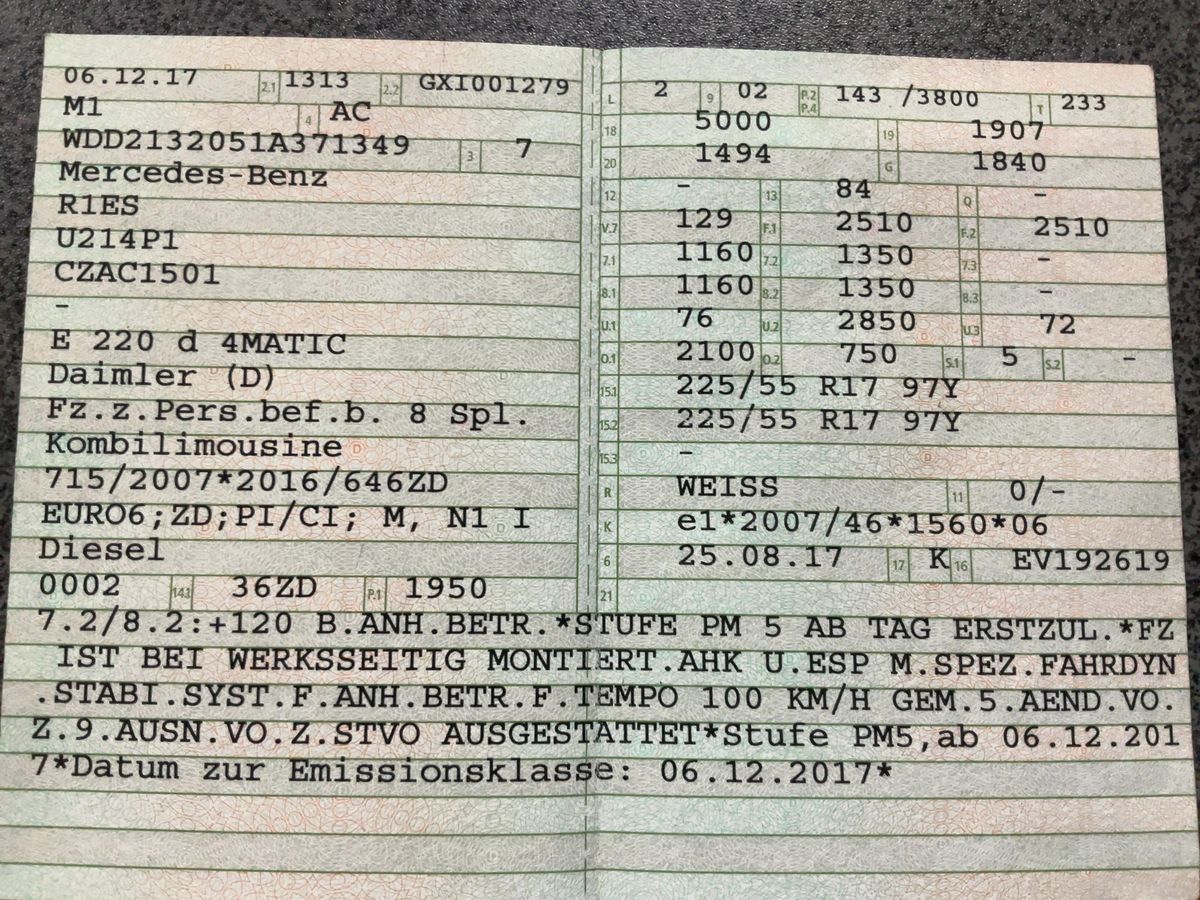 06.12.17 2.1 1313 2.2 GXI001279
M1 4 AC
WDD2132051A371349 3 7
Mercedes-Benz
R1ES
U214P1
CZAC1501
-
E 220 d 4MATIC
Daimler (D)
Fz.z.Pers.bef.b. 8 Spl.
Kombilimousine
715/2007*2016/646ZD
EURO6;ZD;PI/CI; M, N1 I
Diesel
0002 14.1 36ZD P.1 1950
L 2 9 02 P.2 P.4 143 /3800 T 233
18 5000 19 1907
20 1494 G 1840
12 - 13 84 Q -
V.7 129 F.1 2510 F.2 2510
7.1 1160 7.2 1350 7.3 -
8.1 1160 8.2 1350 8.3 -
U.1 76 U.2 2850 U.3 72
O.1 2100 O.2 750 S.1 5 S.2 -
15.1 225/55 R17 97Y
15.2 225/55 R17 97Y
15.3 -
R WEISS 11 0/-
K e1*2007/46*1560*06
6 25.08.17 17 K 16 EV192619
21
7.2/8.2:+120 B.ANH.BETR.*STUFE PM 5 AB TAG ERSTZUL.*FZ
IST BEI WERKSSEITIG MONTIERT.AHK U.ESP M.SPEZ.FAHRDYN
.STABI.SYST.F.ANH.BETR.F.TEMPO 100 KM/H GEM.5.AEND.VO.
Z.9.AUSN.VO.Z.STVO AUSGESTATTET*Stufe PM5,ab 06.12.201
7*Datum zur Emissionsklasse: 06.12.2017*